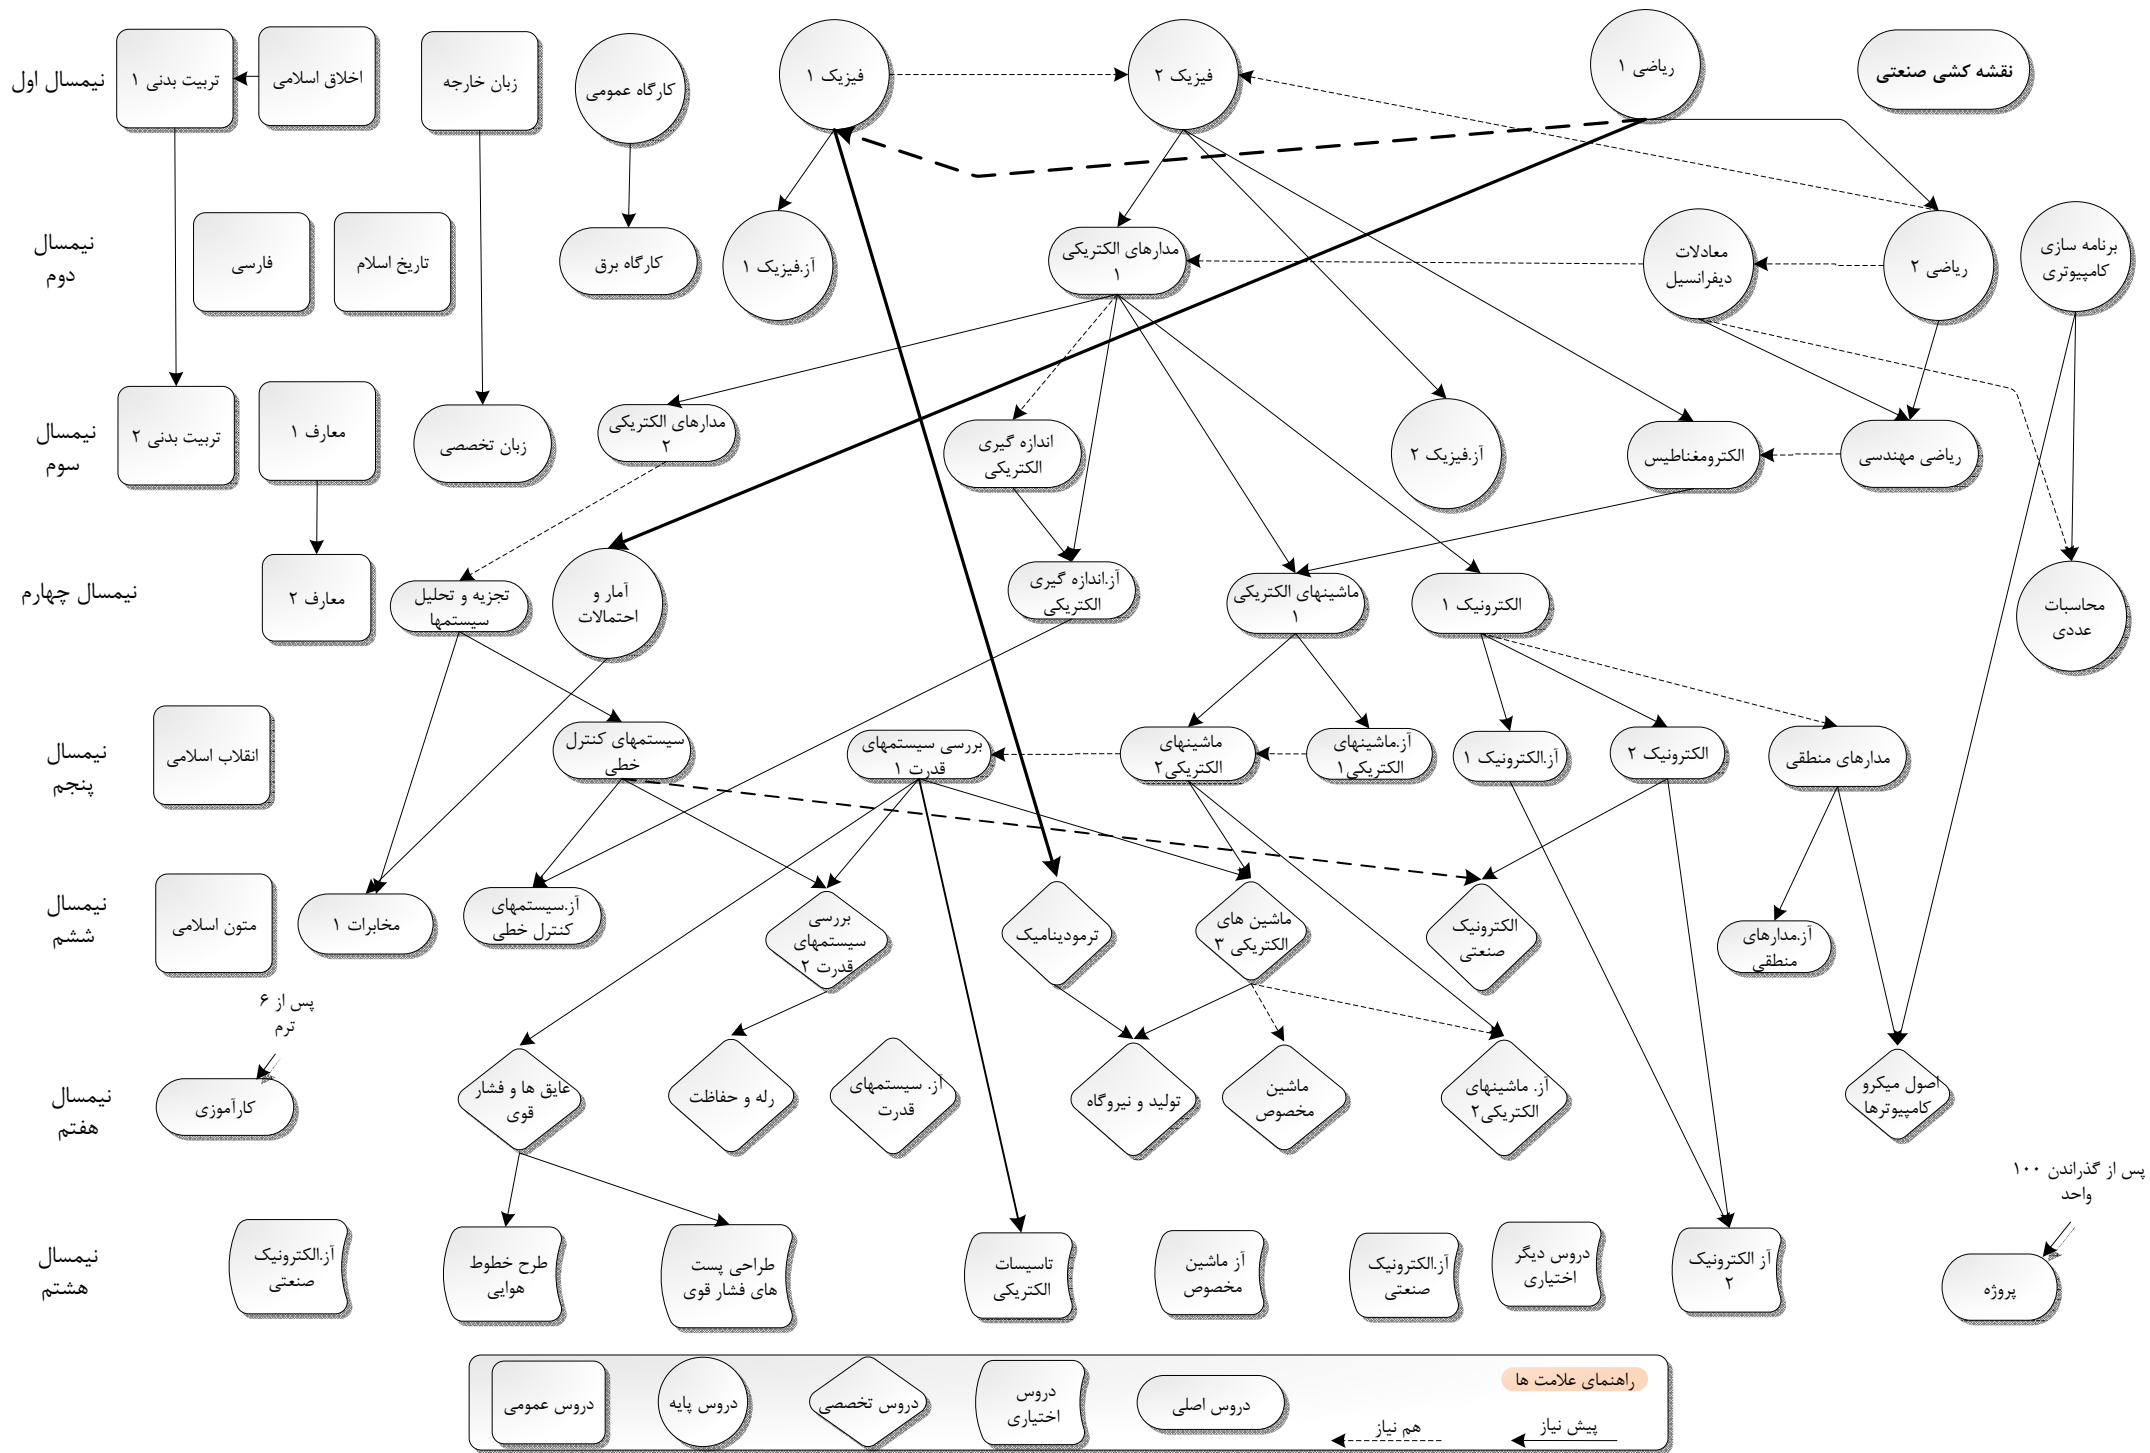 نیمسال اول
نقشه کشی صنعتی
ریاضی ۱
فیزیک ۲
فیزیک ۱
کارگاه عمومی
زبان خارجه
اخلاق اسلامی
تربیت بدنی ۱
نیمسال
دوم
برنامه سازی
کامپیوتری
ریاضی ۲
معادلات
دیفرانسیل
مدارهای الکتریکی
۱
آز.فیزیک ۱
کارگاه برق
تاریخ اسلام
فارسی
نیمسال
سوم
ریاضی مهندسی
الکترومغناطیس
آز.فیزیک ۲
اندازه گیری
الکتریکی
مدارهای الکتریکی
۲
زبان تخصصی
معارف ۱
تربیت بدنی ۲
نیمسال چهارم
محاسبات
عددی
الکترونیک ۱
ماشینهای الکتریکی
۱
آز.اندازه گیری
الکتریکی
آمار و
احتمالات
تجزیه و تحلیل
سیستمها
معارف ۲
نیمسال
پنجم
مدارهای منطقی
الکترونیک ۲
آز.الکترونیک ۱
آز.ماشینهای
الکتریکی۱
ماشینهای
الکتریکی۲
بررسی سیستمهای
قدرت ۱
سیستمهای کنترل
خطی
انقلاب اسلامی
نیمسال
ششم
آز.مدارهای
منطقی
الکترونیک
صنعتی
ماشین های
الکتریکی ۳
ترمودینامیک
بررسی
سیستمهای
قدرت ۲
آز.سیستمهای
کنترل خطی
مخابرات ۱
متون اسلامی
پس از ۶
ترم
نیمسال
هفتم
اصول میکرو
کامپیوترها
آز. ماشینهای
الکتریکی۲
ماشین
مخصوص
تولید و نیروگاه
آز. سیستمهای
قدرت
رله و حفاظت
عایق ها و فشار
قوی
کارآموزی
پس از گذراندن ۱۰۰
واحد
نیمسال
هشتم
پروژه
آز الکترونیک
۲
دروس دیگر
اختیاری
آز.الکترونیک
صنعتی
آز ماشین
مخصوص
تاسیسات
الکتریکی
طراحی پست
های فشار قوی
طرح خطوط
هوایی
آز.الکترونیک
صنعتی
راهنمای علامت ها
پیش نیاز
هم نیاز
دروس اصلی
دروس
اختیاری
دروس تخصصی
دروس پایه
دروس عمومی